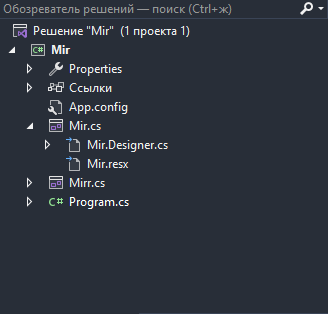 Обозреватель решений — поиск (Ctrl+ж)
Решение "Mir" (1 проекта 1)
C# Mir
Properties
Ссылки
App.config
Mir.cs
Mir.Designer.cs
Mir.resx
Mirr.cs
C# Program.cs